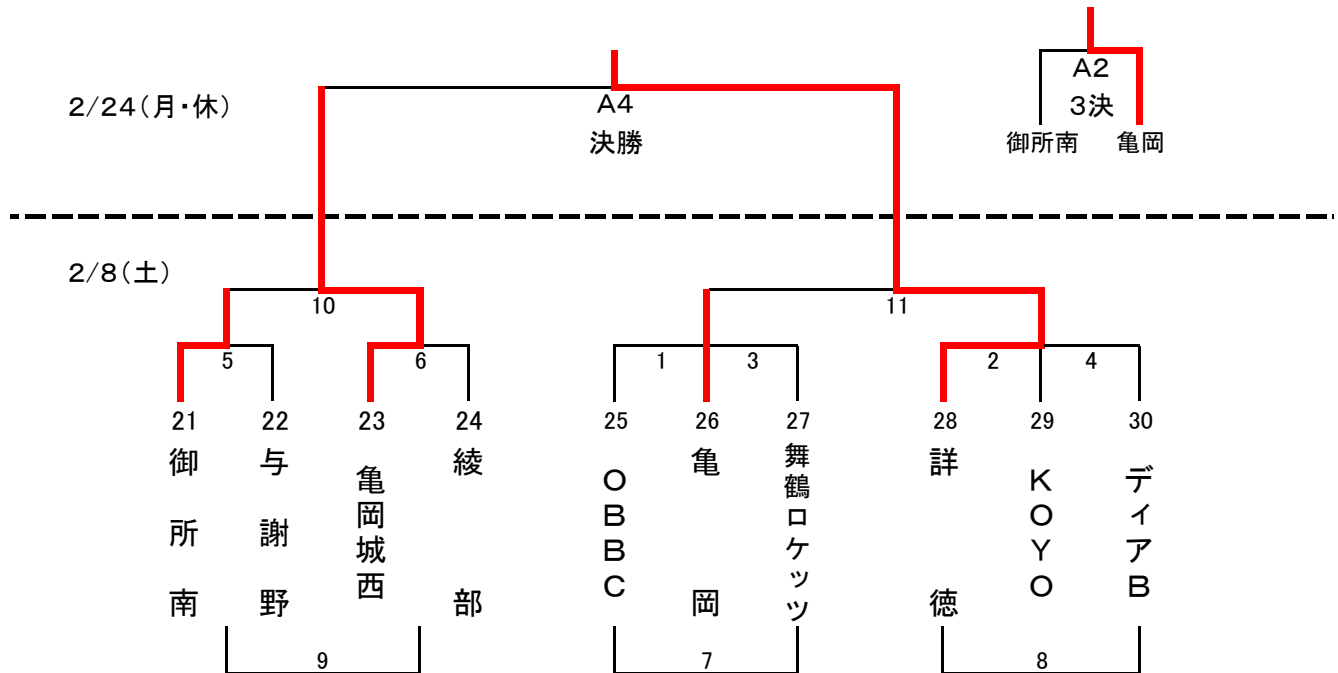 2/24(月・休)
A4
決勝
A2
3決
御所南 亀岡
2/8(土)
10 11
5 6 1 3 2 4
21 22 23 24 25 26 27 28 29 30
御所南
与謝野
亀岡城西
綾部
OBBC
亀岡
舞鶴ロケッツ
詳徳
KOYO
ディアB
9 7 8